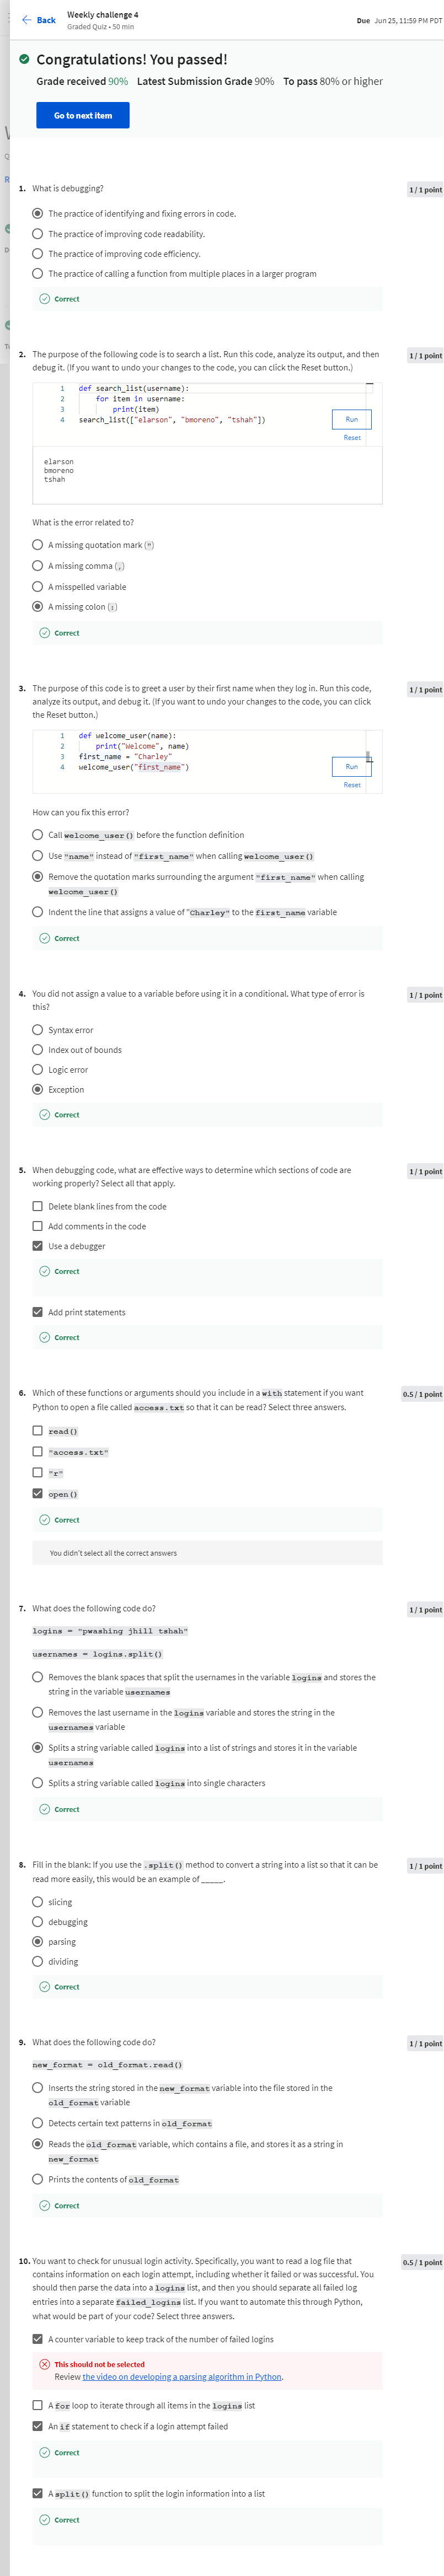 Back
Weekly challenge 4
Graded Quiz • 50 min
Due Jun 25, 11:59 PM PDT
Congratulations! You passed!
Grade received 90% Latest Submission Grade 90% To pass 80% or higher
Go to next item
1. What is debugging?
1 / 1 point
The practice of identifying and fixing errors in code.
The practice of improving code readability.
The practice of improving code efficiency.
The practice of calling a function from multiple places in a larger program
Correct
2. The purpose of the following code is to search a list. Run this code, analyze its output, and then
debug it. (If you want to undo your changes to the code, you can click the Reset button.)
1 / 1 point
1 def search_list(username):
2 for item in username:
3 print(item)
4 search_list(["elarson", "bmoreno", "tshah"])
Run
Reset
elarson
bmoreno
tshah
What is the error related to?
A missing quotation mark (")
A missing comma (,)
A misspelled variable
A missing colon (:)
Correct
3. The purpose of this code is to greet a user by their first name when they log in. Run this code,
analyze its output, and debug it. (If you want to undo your changes to the code, you can click
the Reset button.)
1 / 1 point
1 def welcome_user(name):
2 print("Welcome", name)
3 first_name = "Charley"
4 welcome_user("first_name")
Run
Reset
How can you fix this error?
Call welcome_user() before the function definition
Use "name" instead of "first_name" when calling welcome_user()
Remove the quotation marks surrounding the argument "first_name" when calling
welcome_user()
Indent the line that assigns a value of "Charley" to the first_name variable
Correct
4. You did not assign a value to a variable before using it in a conditional. What type of error is
this?
1 / 1 point
Syntax error
Index out of bounds
Logic error
Exception
Correct
5. When debugging code, what are effective ways to determine which sections of code are
working properly? Select all that apply.
1 / 1 point
Delete blank lines from the code
Add comments in the code
Use a debugger
Correct
Add print statements
Correct
6. Which of these functions or arguments should you include in a with statement if you want
Python to open a file called access.txt so that it can be read? Select three answers.
0.5 / 1 point
read()
"access.txt"
"r"
open()
Correct
You didn't select all the correct answers
7. What does the following code do?
1 / 1 point
logins = "pwashing jhill tshah"
usernames = logins.split()
Removes the blank spaces that split the usernames in the variable logins and stores the
string in the variable usernames
Removes the last username in the logins variable and stores the string in the
usernames variable
Splits a string variable called logins into a list of strings and stores it in the variable
usernames
Splits a string variable called logins into single characters
Correct
8. Fill in the blank: If you use the .split() method to convert a string into a list so that it can be
read more easily, this would be an example of _____.
1 / 1 point
slicing
debugging
parsing
dividing
Correct
9. What does the following code do?
1 / 1 point
new_format = old_format.read()
Inserts the string stored in the new_format variable into the file stored in the
old_format variable
Detects certain text patterns in old_format
Reads the old_format variable, which contains a file, and stores it as a string in
new_format
Prints the contents of old_format
Correct
10. You want to check for unusual login activity. Specifically, you want to read a log file that
contains information on each login attempt, including whether it failed or was successful. You
should then parse the data into a logins list, and then you should separate all failed log
entries into a separate failed_logins list. If you want to automate this through Python,
what would be part of your code? Select three answers.
0.5 / 1 point
A counter variable to keep track of the number of failed logins
This should not be selected
Review the video on developing a parsing algorithm in Python.
A for loop to iterate through all items in the logins list
An if statement to check if a login attempt failed
Correct
A split() function to split the login information into a list
Correct